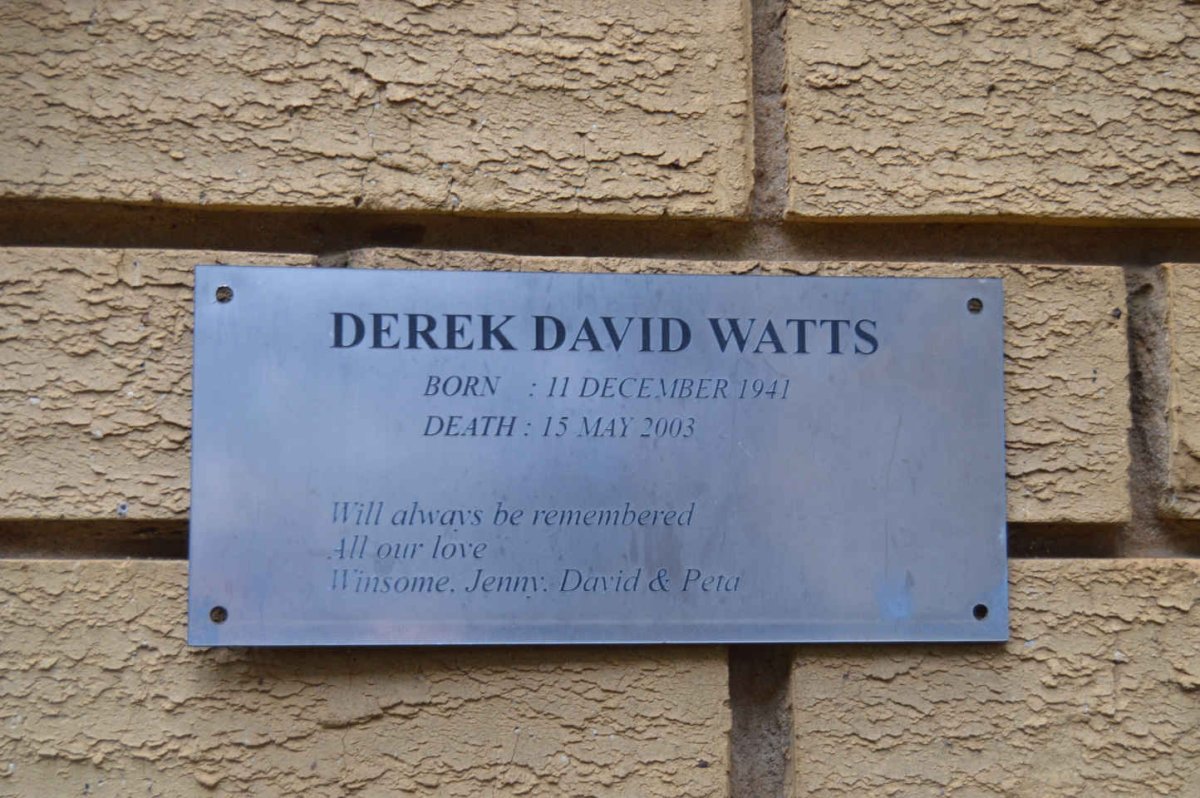 DEREK DAVID WATTS
BORN : 11 DECEMBER 1941
DEATH : 15 MAY 2003
Will always be remembered
All our love
Winsome, Jenny, David & Peta